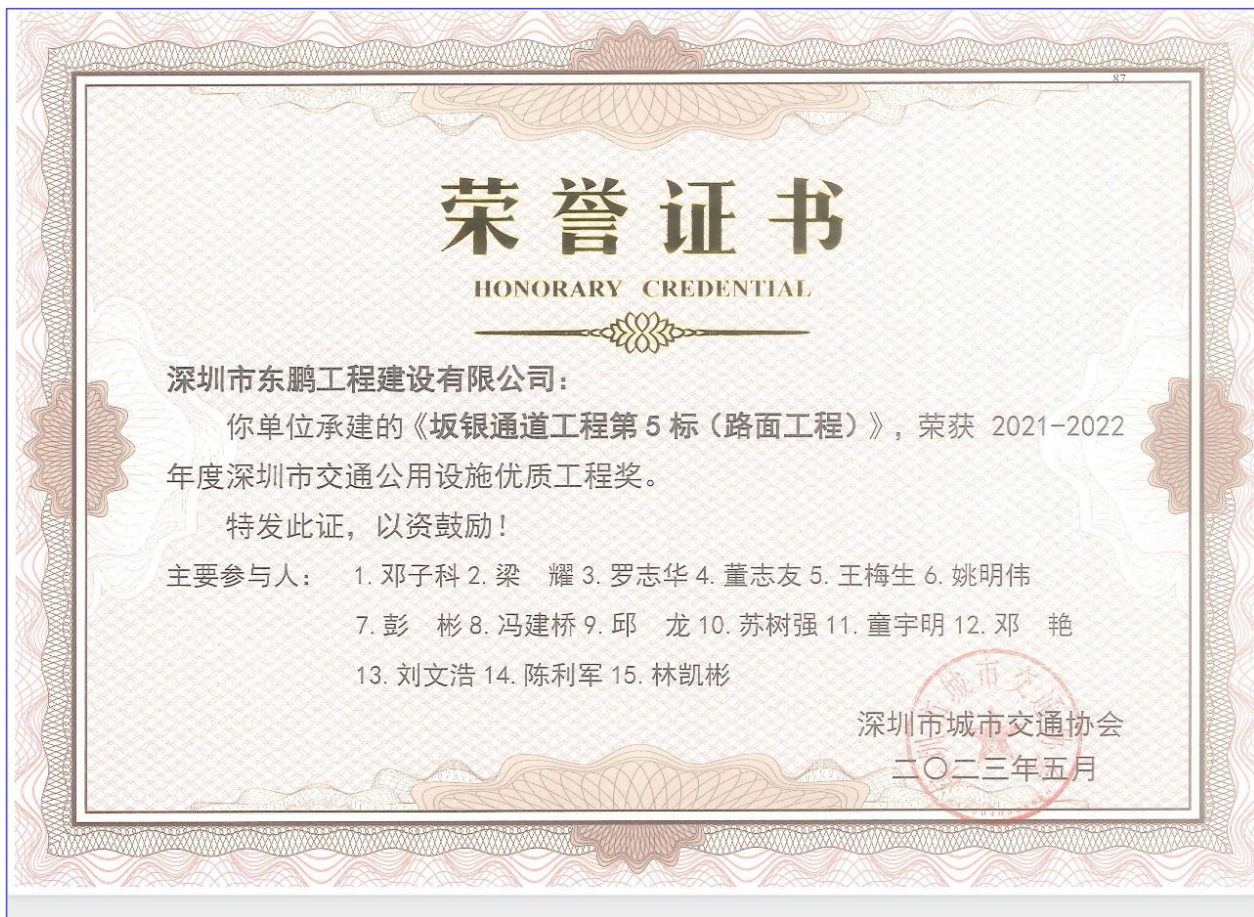 87
荣誉证书
HONORARY CREDENTIAL
深圳市东鹏工程建设有限公司：
你单位承建的《坂银通道工程第5标（路面工程）》，荣获 2021-2022
年度深圳市交通公用设施优质工程奖。
特发此证，以资鼓励！
主要参与人： 1.邓子科 2.梁　耀 3.罗志华 4.董志友 5.王梅生 6.姚明伟
7.彭　彬 8.冯建桥 9.邱　龙 10.苏树强 11.童宇明 12.邓　艳
13.刘文浩 14.陈利军 15.林凯彬
深圳市城市交通协会
二〇二三年五月